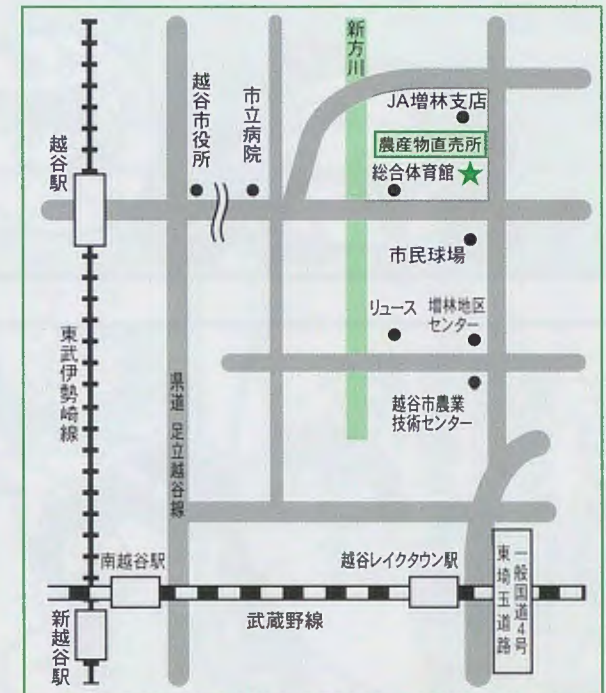 新方川
JA増林支店
農産物直売所
総合体育館
越谷市役所
市立病院
越谷駅
市民球場
リュース
増林地区
センター
越谷市農業
技術センター
東武伊勢崎線
県道 足立越谷線
南越谷駅
越谷レイクタウン駅
一般国道4号
東埼玉道路
武蔵野線
新越谷駅